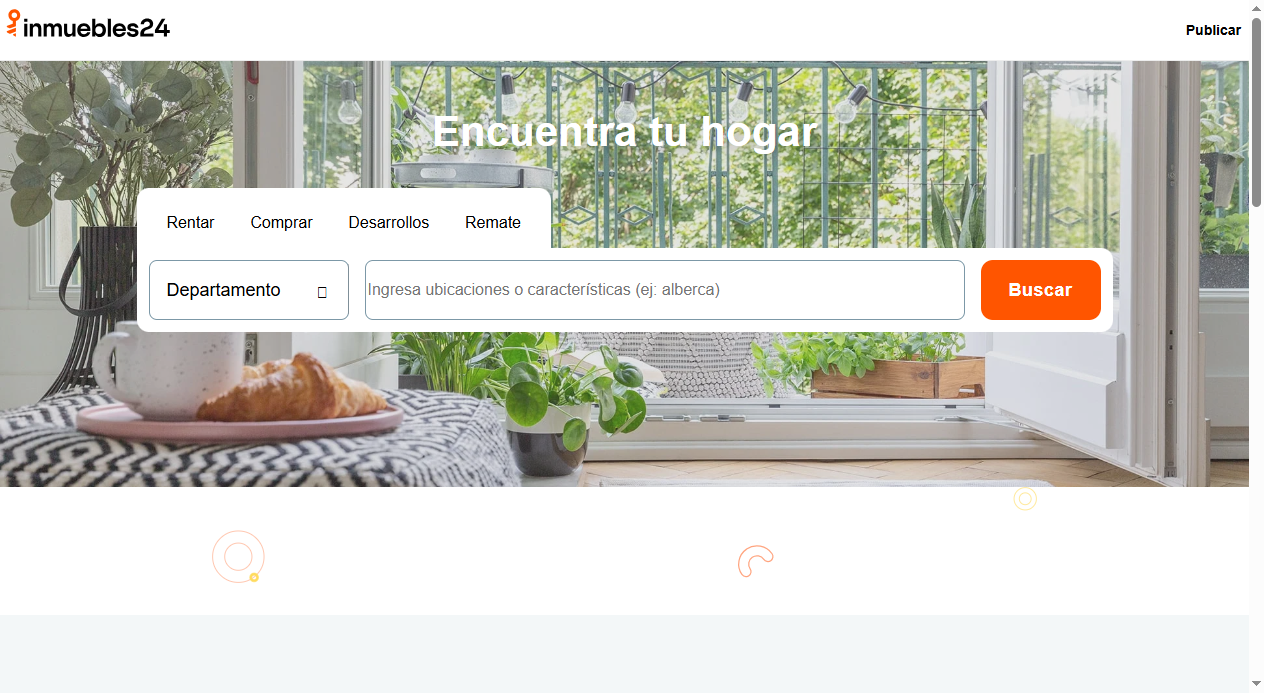 inmuebles24
Publicar
Encuentra tu hogar
Rentar Comprar Desarrollos Remate
Departamento
Ingresa ubicaciones o características (ej: alberca)
Buscar